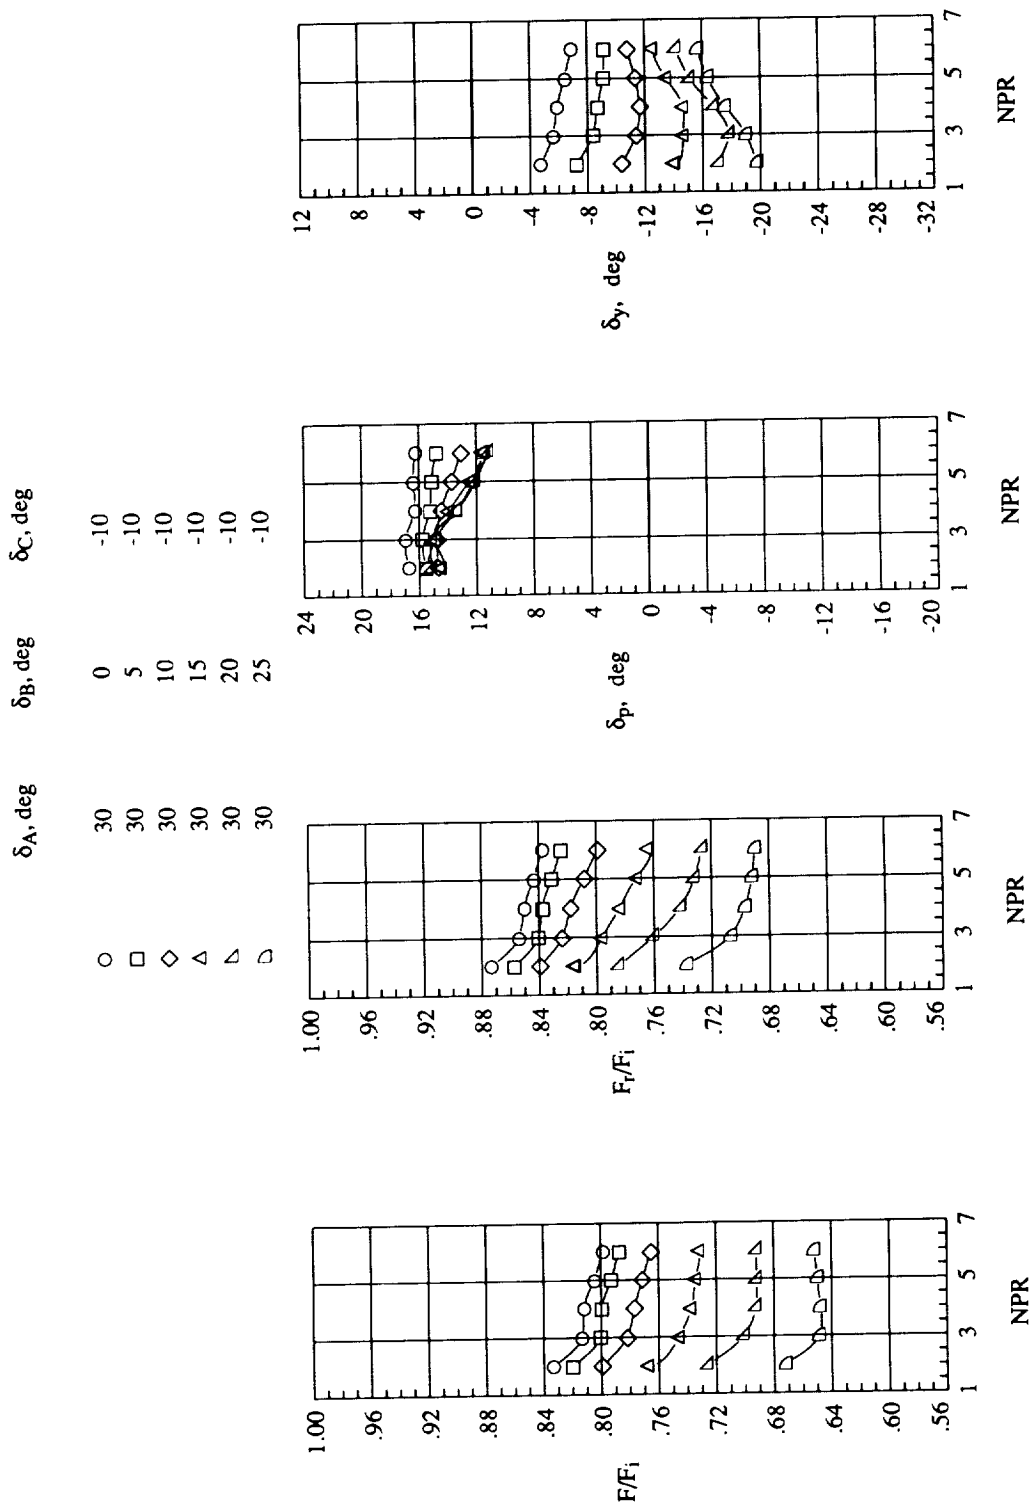 δA, deg δB, deg δC, deg
30 0 -10
30 5 -10
30 10 -10
30 15 -10
30 20 -10
30 25 -10
F/Fi
1.00
.96
.92
.88
.84
.80
.76
.72
.68
.64
.60
.56
1 3 5 7
NPR
Fr/Fi
1.00
.96
.92
.88
.84
.80
.76
.72
.68
.64
.60
.56
1 3 5 7
NPR
δp, deg
24
20
16
12
8
4
0
-4
-8
-12
-16
-20
1 3 5 7
NPR
δy, deg
12
8
4
0
-4
-8
-12
-16
-20
-24
-28
-32
1 3 5 7
NPR